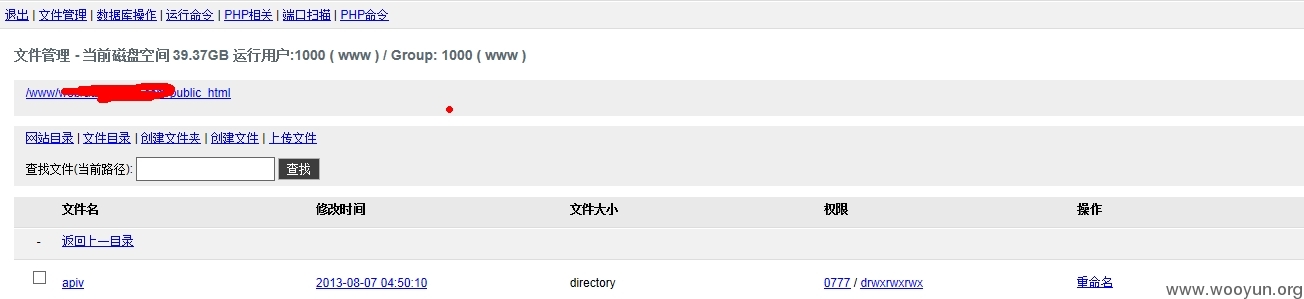 退出 | 文件管理 | 数据库操作 | 运行命令 | PHP相关 | 端口扫描 | PHP命令
文件管理 - 当前磁盘空间 39.37GB 运行用户:1000 ( www ) / Group: 1000 ( www )
/www/ public_html
网站目录 | 文件目录 | 创建文件夹 | 创建文件 | 上传文件
查找文件(当前路径): 查找
文件名 修改时间 文件大小 权限 操作
- 返回上一目录
apiv 2013-08-07 04:50:10 directory 0777 / drwxrwxrwx 重命名
www.wooyun.org